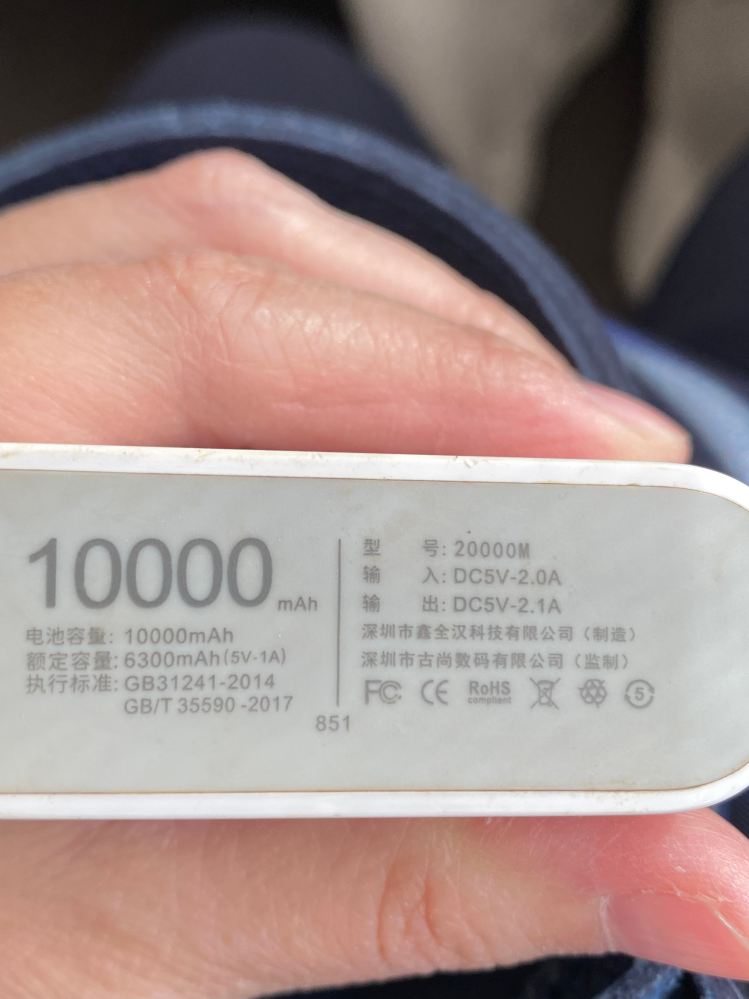 10000 mAh
电池容量: 10000mAh
额定容量: 6300mAh(5V-1A)
执行标准: GB31241-2014
GB/T 35590 -2017
851
型 号: 20000M
输 入: DC5V-2.0A
输 出: DC5V-2.1A
深圳市鑫全汉科技有限公司（制造）
深圳市古尚数码有限公司（监制）
FC CE RoHS 5
compliant